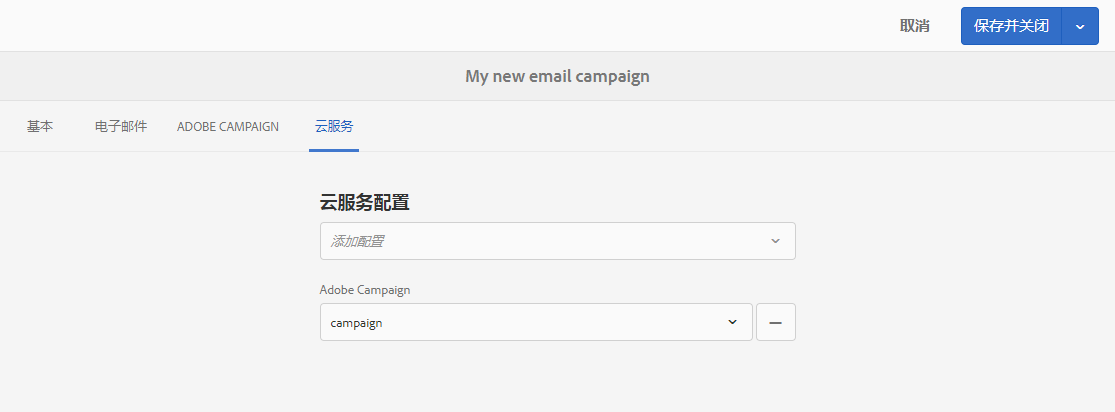 取消
保存并关闭
My new email campaign
基本
电子邮件
ADOBE CAMPAIGN
云服务
云服务配置
添加配置
Adobe Campaign
campaign